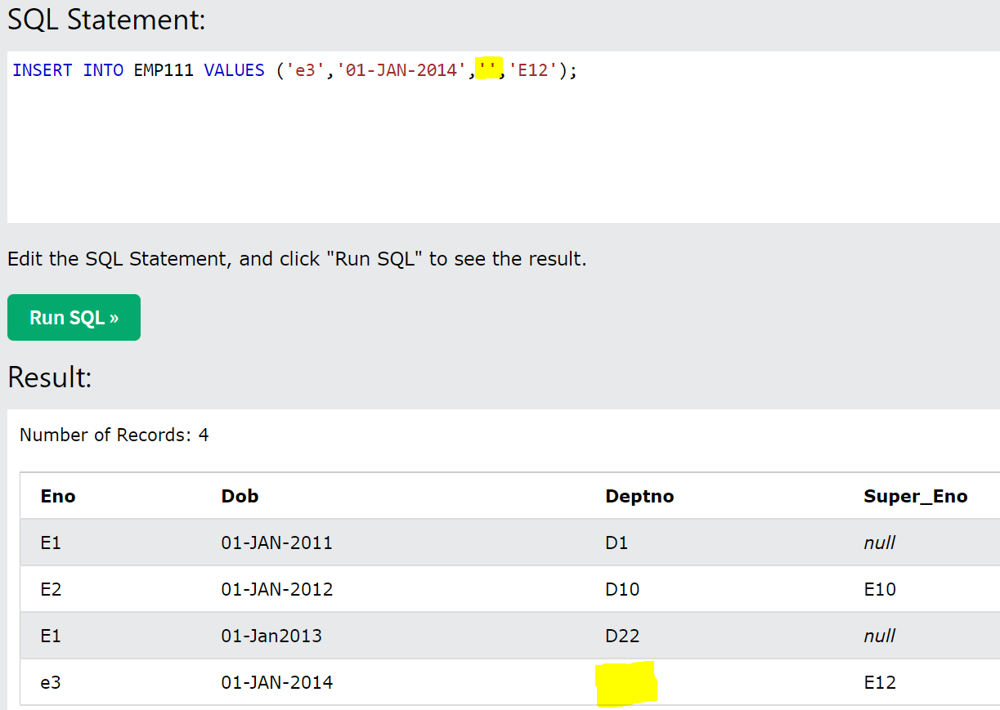 SQL Statement:
INSERT INTO EMP111 VALUES ('e3','01-JAN-2014','','E12');
Edit the SQL Statement, and click "Run SQL" to see the result.
Run SQL »
Result:
Number of Records: 4
Eno Dob Deptno Super_Eno
E1 01-JAN-2011 D1 null
E2 01-JAN-2012 D10 E10
E1 01-Jan2013 D22 null
e3 01-JAN-2014 E12